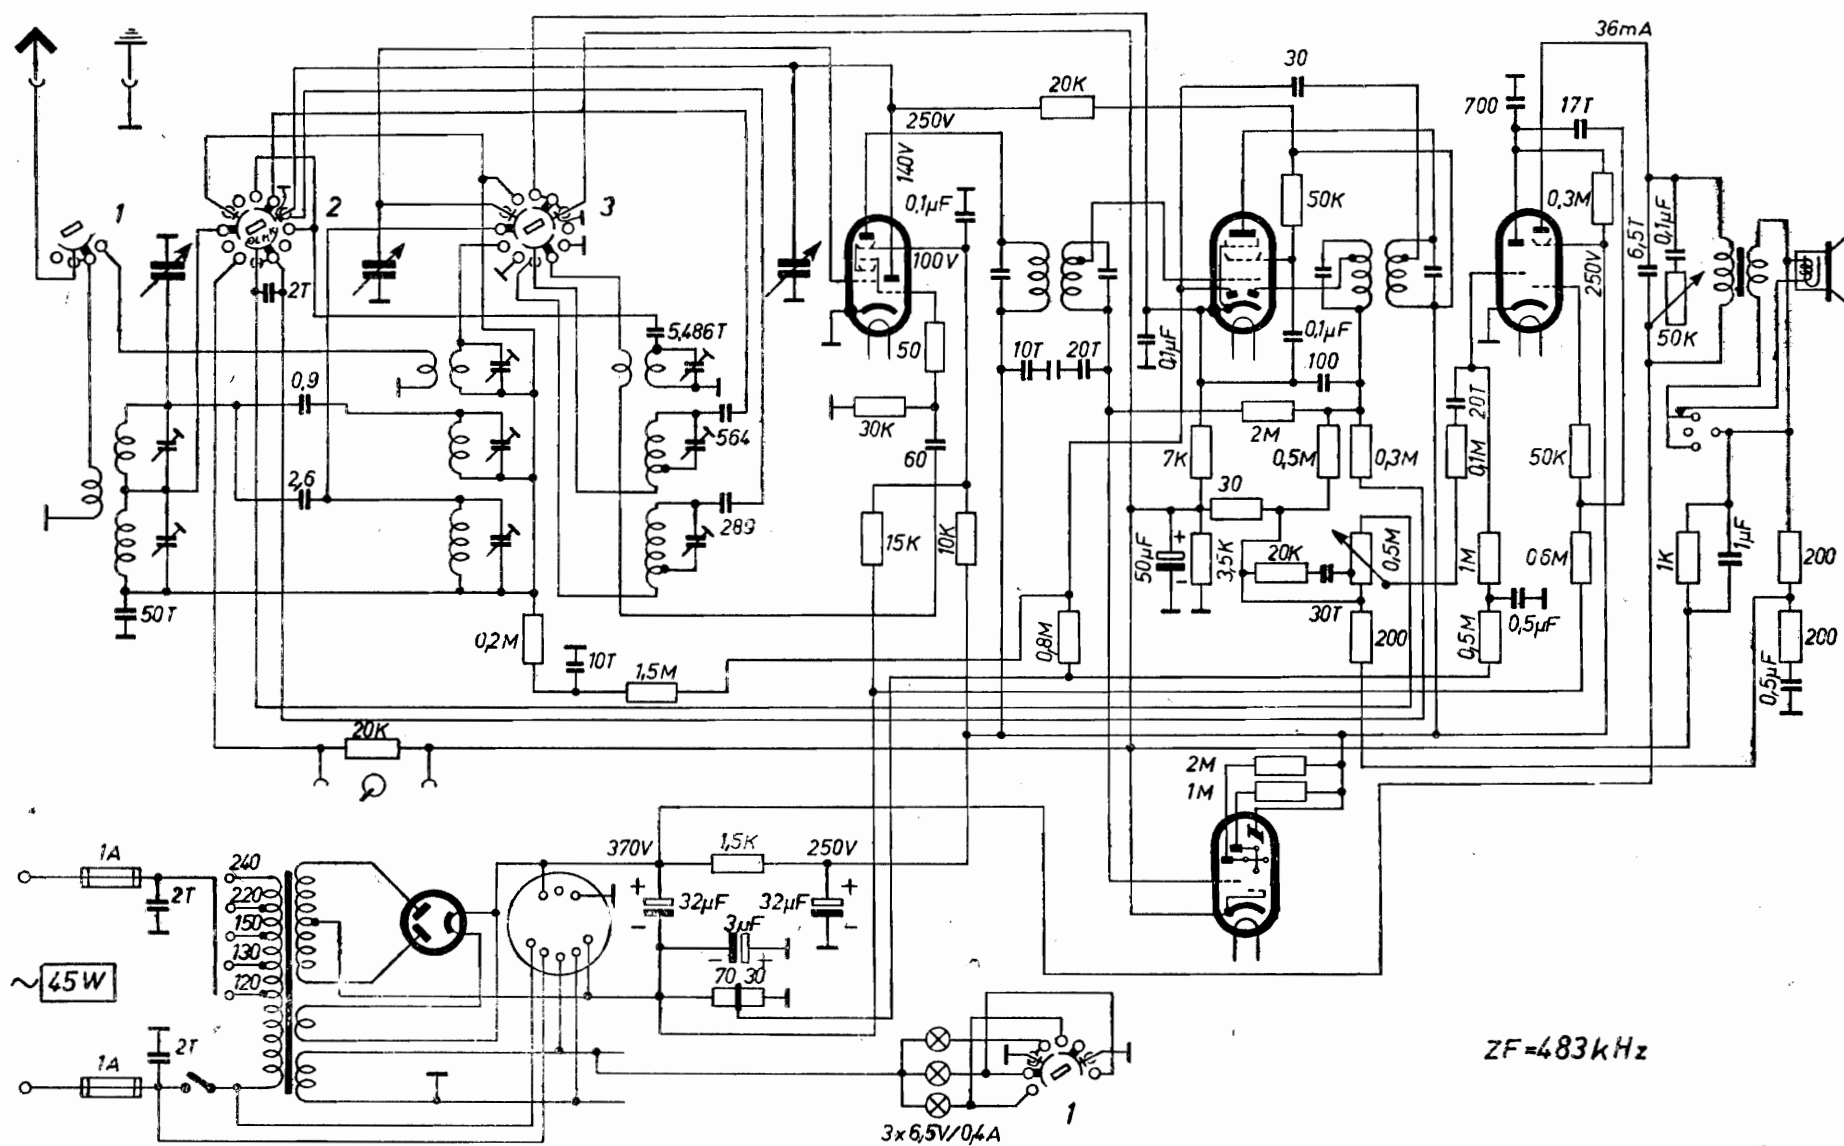 36mA
30
20K
700
17T
250V
140V
1
2
3
0,1µF
50K
0,3M
6,5T
0,1µF
100V
250V
2T
5,486T
50
0,1µF
0,1µF
50K
10T
20T
100
0,9
30K
2M
20T
564
60
7K
0,5M
0,3M
0,1M
50K
2,6
30
289
15K
10K
50µF
+
-
3,5K
20K
0,5M
1M
06M
1K
1µF
200
50T
30T
0,2M
0,8M
200
0,5M
0,5µF
200
10T
1,5M
0,5µF
20K
2M
1M
370V
1,5K
250V
1A
240
2T
220
150
130
120
+
32µF
-
32µF
+
-
3µF
-
+
70
30
~ 45W
2T
1A
ZF=483kHz
1
3x6,5V/0,4A